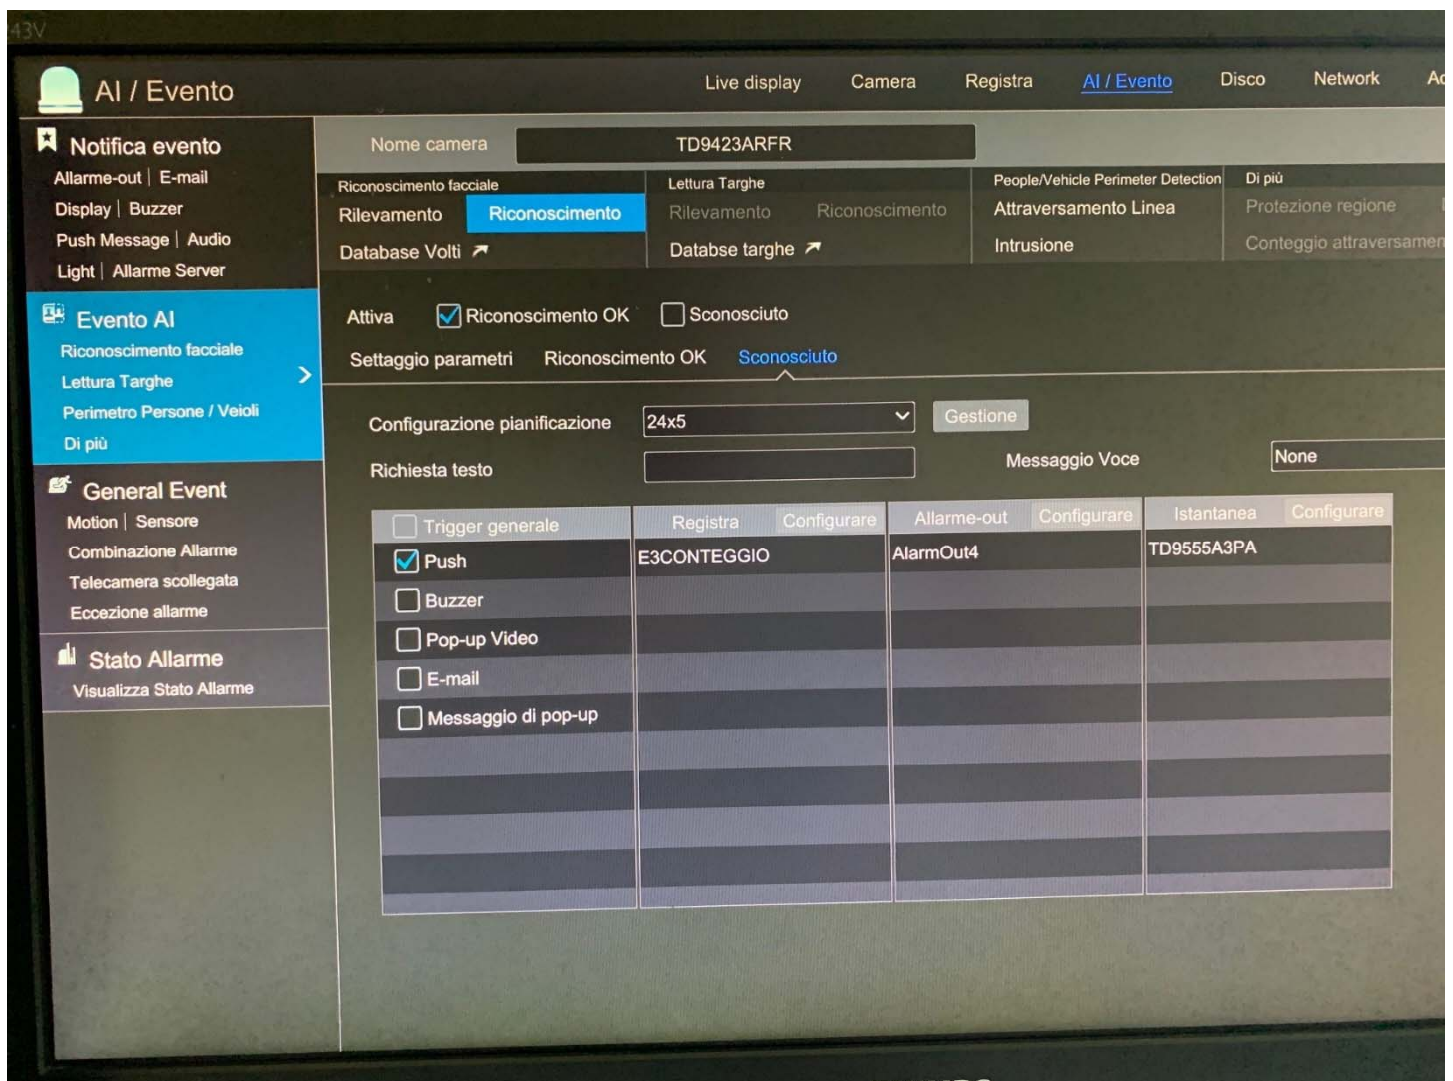 43V
AI / Evento
Live display Camera Registra AI / Evento Disco Network
Notifica evento
Allarme-out | E-mail
Display | Buzzer
Push Message | Audio
Light | Allarme Server
Evento AI
Riconoscimento facciale
Lettura Targhe
Perimetro Persone / Veioli
Di più
General Event
Motion | Sensore
Combinazione Allarme
Telecamera scollegata
Eccezione allarme
Stato Allarme
Visualizza Stato Allarme
Nome camera TD9423ARFR
Riconoscimento facciale Lettura Targhe People/Vehicle Perimeter Detection Di più
Rilevamento Riconoscimento Rilevamento Riconoscimento Attraversamento Linea Protezione regione
Database Volti Databse targhe Intrusione Conteggio attraversamen
Attiva Riconoscimento OK Sconosciuto
Settaggio parametri Riconoscimento OK Sconosciuto
Configurazione pianificazione 24x5 Gestione
Richiesta testo Messaggio Voce None
Trigger generale Registra Configurare Allarme-out Configurare Istantanea Configurare
Push E3CONTEGGIO AlarmOut4 TD9555A3PA
Buzzer
Pop-up Video
E-mail
Messaggio di pop-up